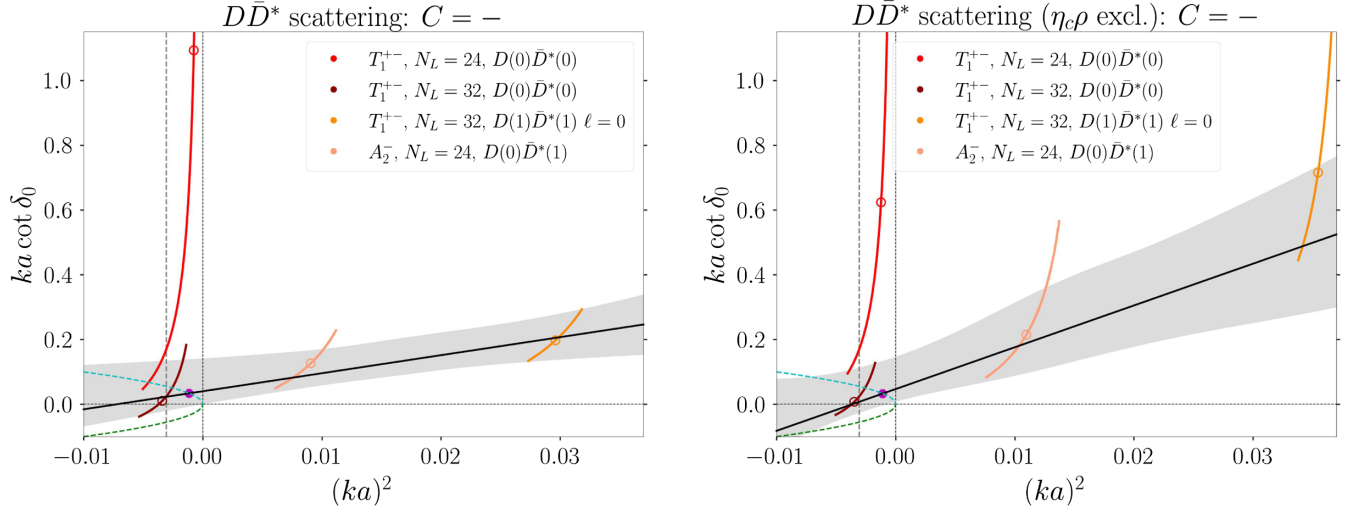 DD̄* scattering: C = −
T₁⁺⁻, N_L = 24, D(0)D̄*(0)
T₁⁺⁻, N_L = 32, D(0)D̄*(0)
T₁⁺⁻, N_L = 32, D(1)D̄*(1) ℓ = 0
A₂⁻, N_L = 24, D(0)D̄*(1)
ka cot δ₀
1.0
0.8
0.6
0.4
0.2
0.0
−0.01
0.00
0.01
0.02
0.03
(ka)²
DD̄* scattering (η_cρ excl.): C = −
T₁⁺⁻, N_L = 24, D(0)D̄*(0)
T₁⁺⁻, N_L = 32, D(0)D̄*(0)
T₁⁺⁻, N_L = 32, D(1)D̄*(1) ℓ = 0
A₂⁻, N_L = 24, D(0)D̄*(1)
ka cot δ₀
1.0
0.8
0.6
0.4
0.2
0.0
−0.01
0.00
0.01
0.02
0.03
(ka)²